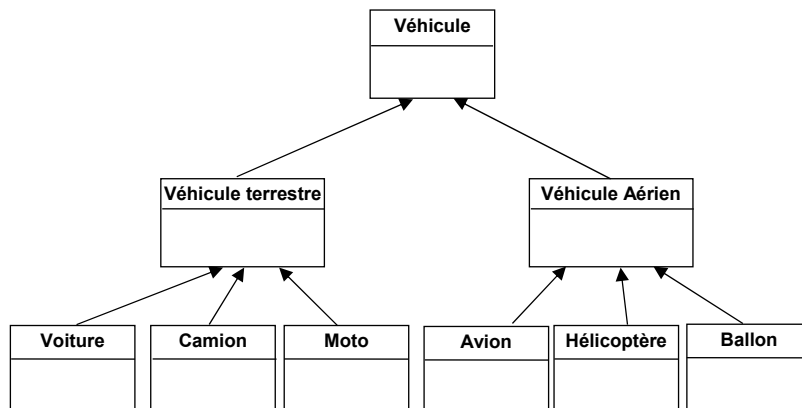 Véhicule
Véhicule terrestre
Véhicule Aérien
Voiture
Camion
Moto
Avion
Hélicoptère
Ballon